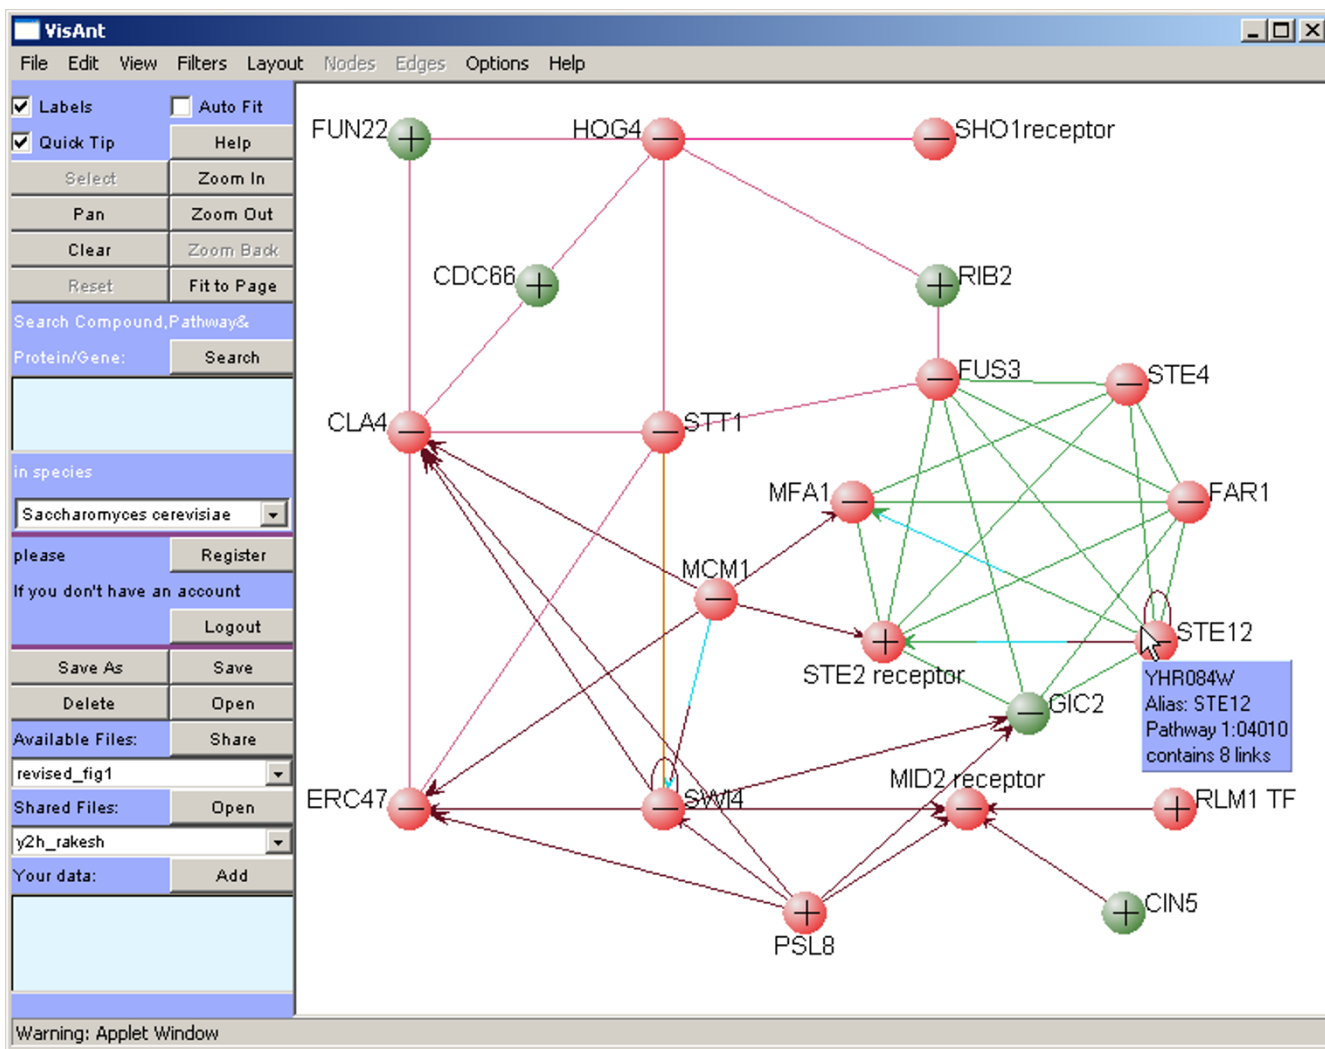 VisAnt
File Edit View Filters Layout Nodes Edges Options Help
Labels
Auto Fit
Quick Tip
Help
Select
Zoom In
Pan
Zoom Out
Clear
Zoom Back
Reset
Fit to Page
Search Compound,Pathway&
Protein/Gene:
Search
in species
Saccharomyces cerevisiae
please
Register
If you don't have an account
Logout
Save As
Save
Delete
Open
Available Files:
Share
revised_fig1
Shared Files:
Open
y2h_rakesh
Your data:
Add
FUN22
HOG4
SHO1receptor
CDC66
RIB2
FUS3
STE4
CLA4
STT1
MFA1
FAR1
MCM1
STE12
STE2 receptor
YHR084W
Alias: STE12
Pathway 1:04010
contains 8 links
GIC2
MID2 receptor
ERC47
SWI4
RLM1 TF
CIN5
PSL8
Warning: Applet Window